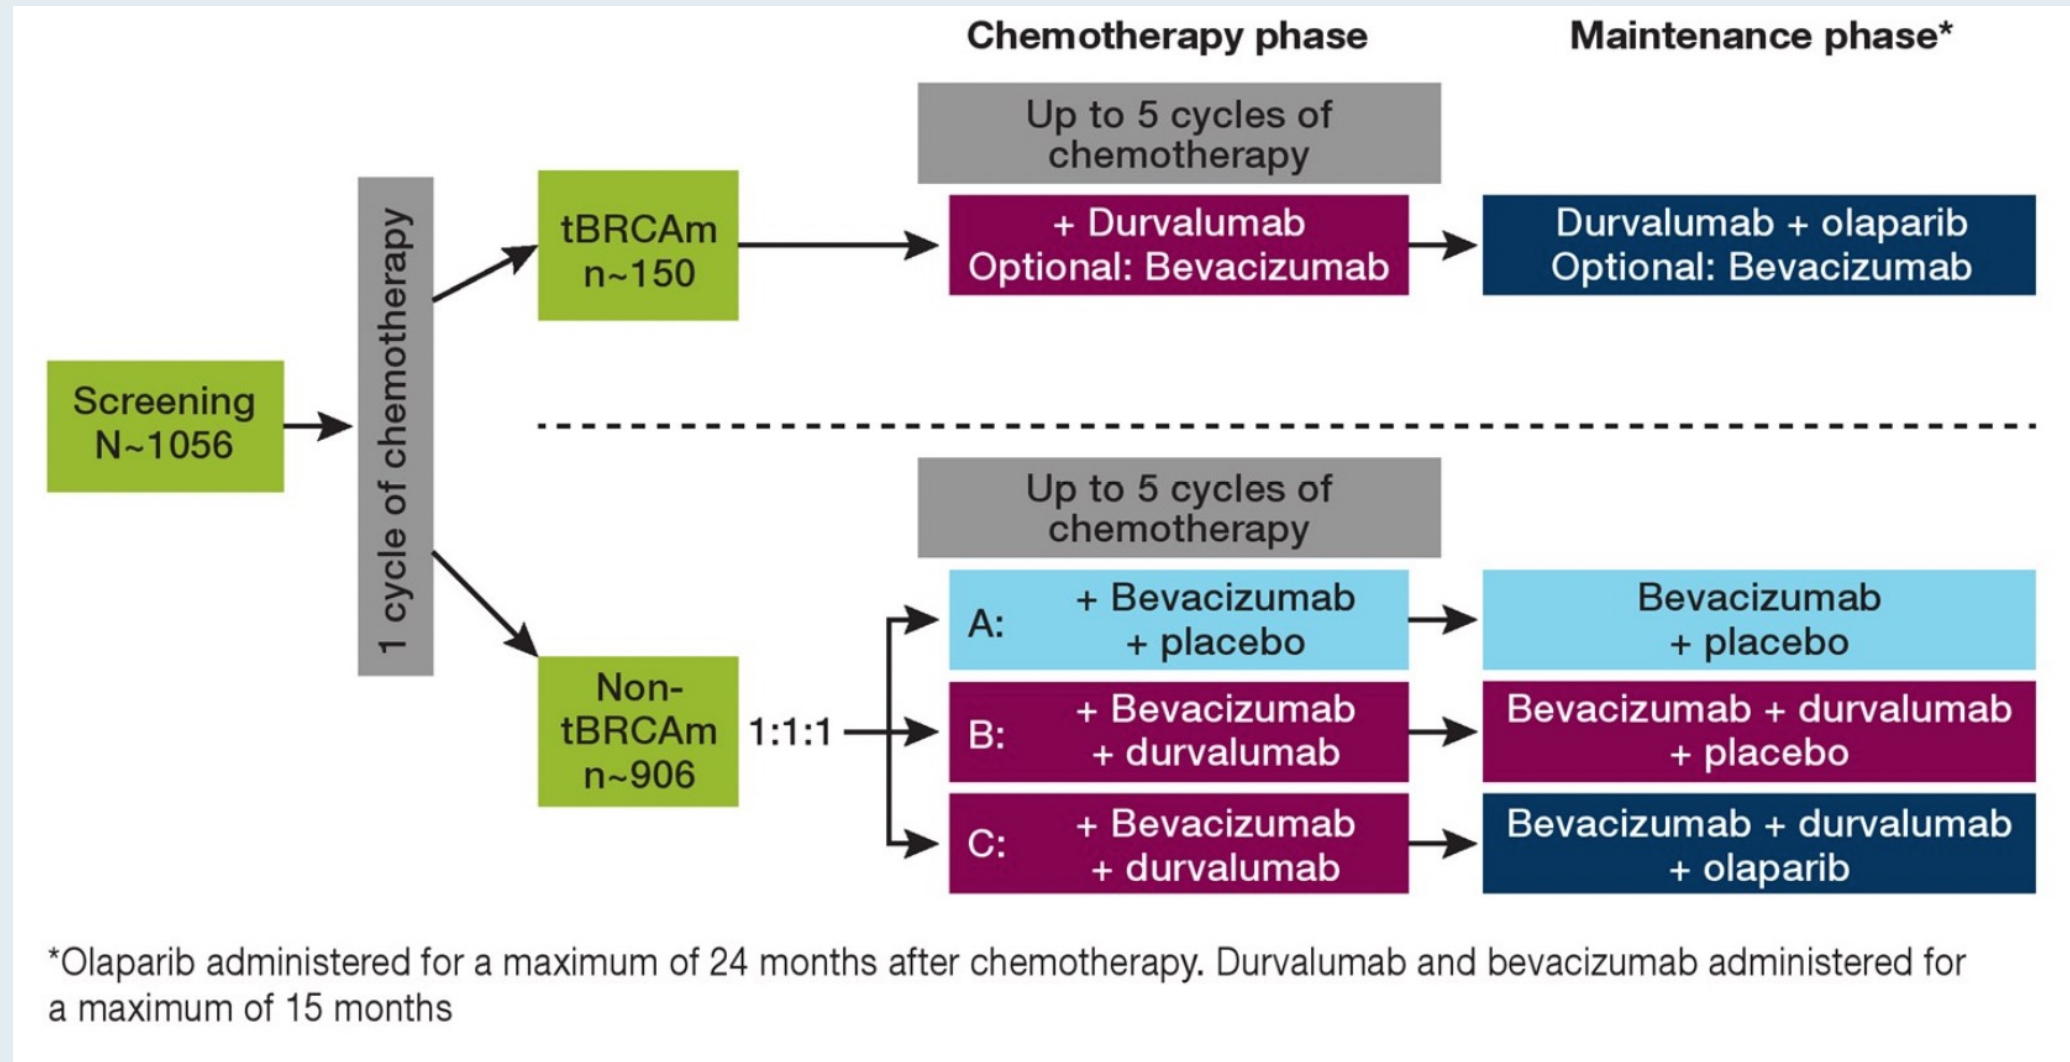 Chemotherapy phase
Maintenance phase*
Up to 5 cycles of
chemotherapy
tBRCAm
n~150
+ Durvalumab
Optional: Bevacizumab
Durvalumab + olaparib
Optional: Bevacizumab
1 cycle of chemotherapy
Screening
N~1056
Up to 5 cycles of
chemotherapy
Non-
tBRCAm
n~906
1:1:1
A:
+ Bevacizumab
+ placebo
Bevacizumab
+ placebo
B:
+ Bevacizumab
+ durvalumab
Bevacizumab + durvalumab
+ placebo
C:
+ Bevacizumab
+ durvalumab
Bevacizumab + durvalumab
+ olaparib
*Olaparib administered for a maximum of 24 months after chemotherapy. Durvalumab and bevacizumab administered for
a maximum of 15 months